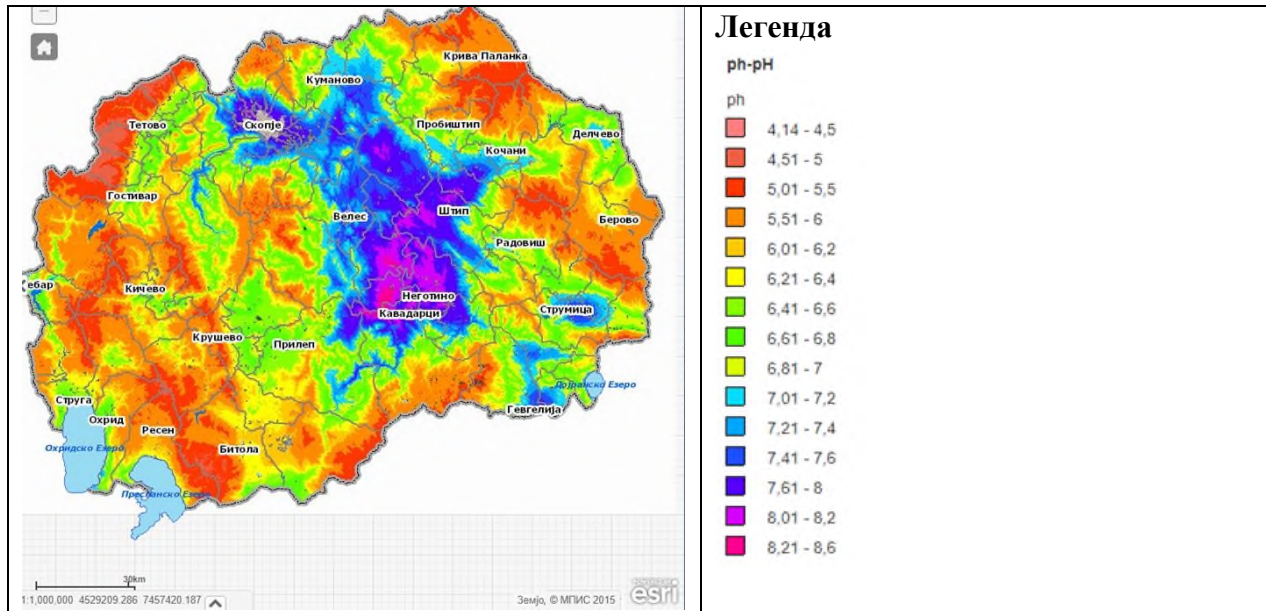 Крива Паланка
Куманово
Тетово
Скопје
Пробиштип
Делчево
Кочани
Гостивар
Велес
Штип
Берово
Радовиш
ебар
Кичево
Неготино
Кавадарци
Струмица
Крушево
Прилеп
Дојранско Езеро
Струга
Охрид
Ресен
Гевгелија
Битола
Охридско Езеро
Преспанско Езеро
30km
1:1,000,000 4529209.286 7457420.187
Земјо, © МПИС 2015
esri
Легенда
ph-pH
ph
4,14 - 4,5
4,51 - 5
5,01 - 5,5
5,51 - 6
6,01 - 6,2
6,21 - 6,4
6,41 - 6,6
6,61 - 6,8
6,81 - 7
7,01 - 7,2
7,21 - 7,4
7,41 - 7,6
7,61 - 8
8,01 - 8,2
8,21 - 8,6